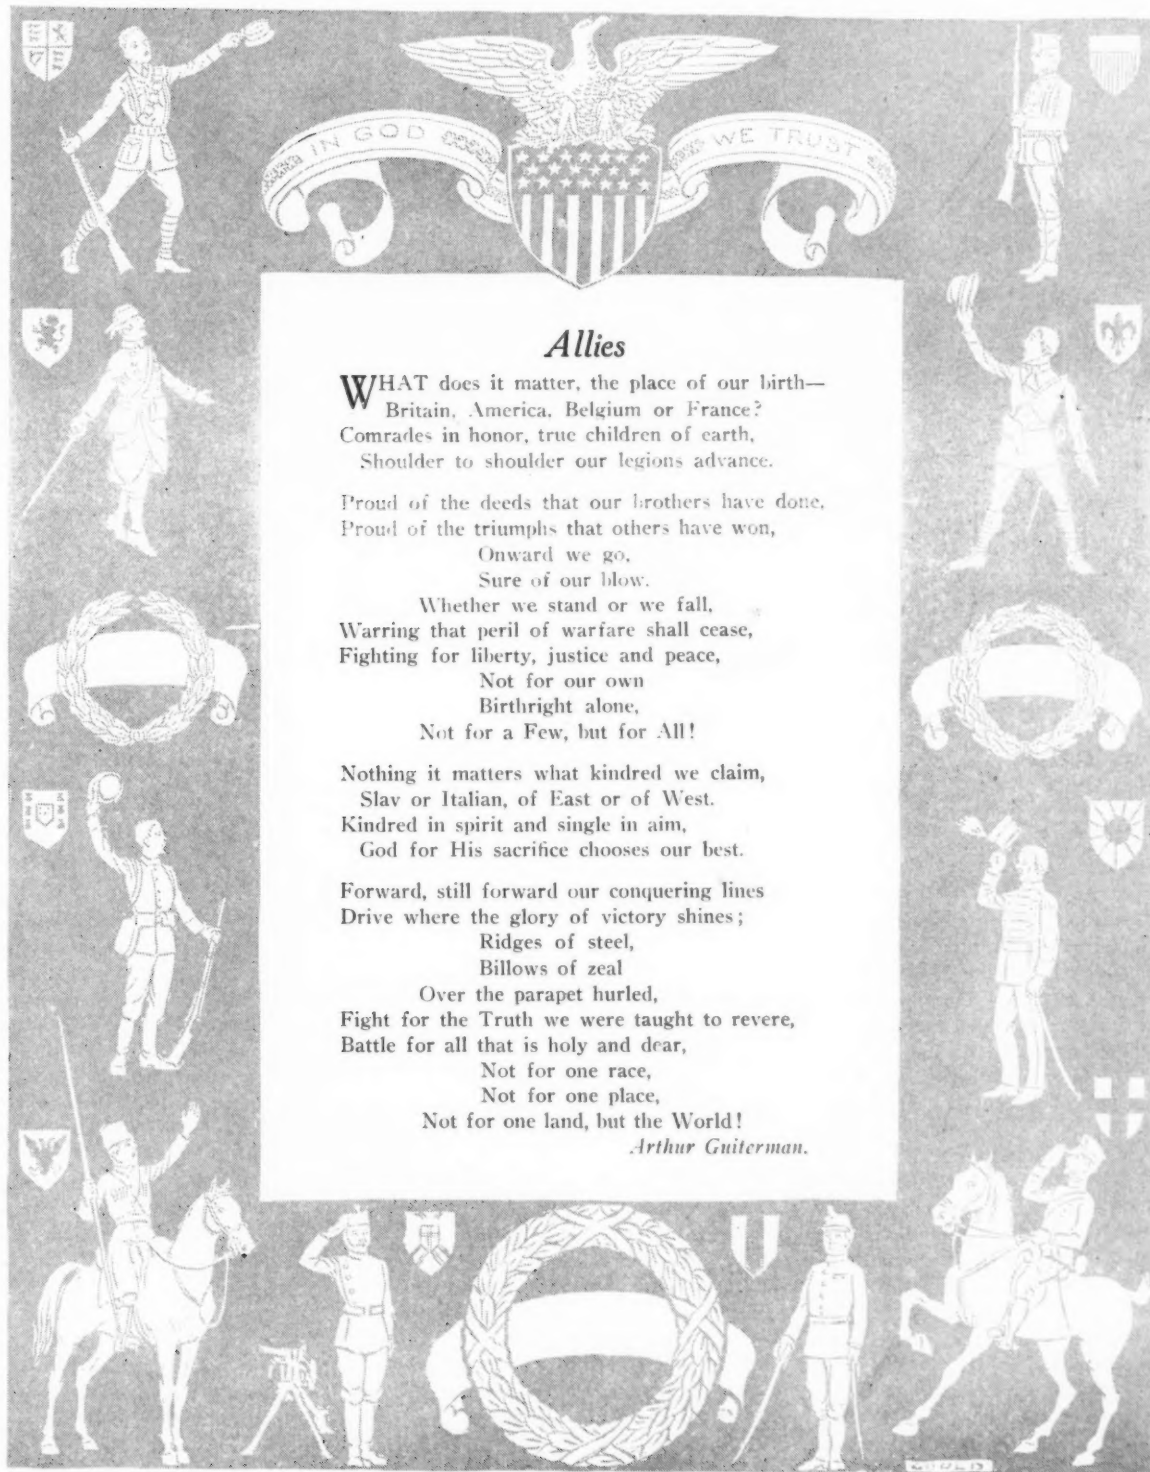 IN GOD WE TRUST
Allies
WHAT does it matter, the place of our birth—
Britain, America, Belgium or France?
Comrades in honor, true children of earth,
Shoulder to shoulder our legions advance.
Proud of the deeds that our brothers have done,
Proud of the triumphs that others have won,
Onward we go,
Sure of our blow.
Whether we stand or we fall,
Warring that peril of warfare shall cease,
Fighting for liberty, justice and peace,
Not for our own
Birthright alone,
Not for a Few, but for All!
Nothing it matters what kindred we claim,
Slav or Italian, of East or of West.
Kindred in spirit and single in aim,
God for His sacrifice chooses our best.
Forward, still forward our conquering lines
Drive where the glory of victory shines;
Ridges of steel,
Billows of zeal
Over the parapet hurled,
Fight for the Truth we were taught to revere,
Battle for all that is holy and dear,
Not for one race,
Not for one place,
Not for one land, but the World!
Arthur Guiterman.